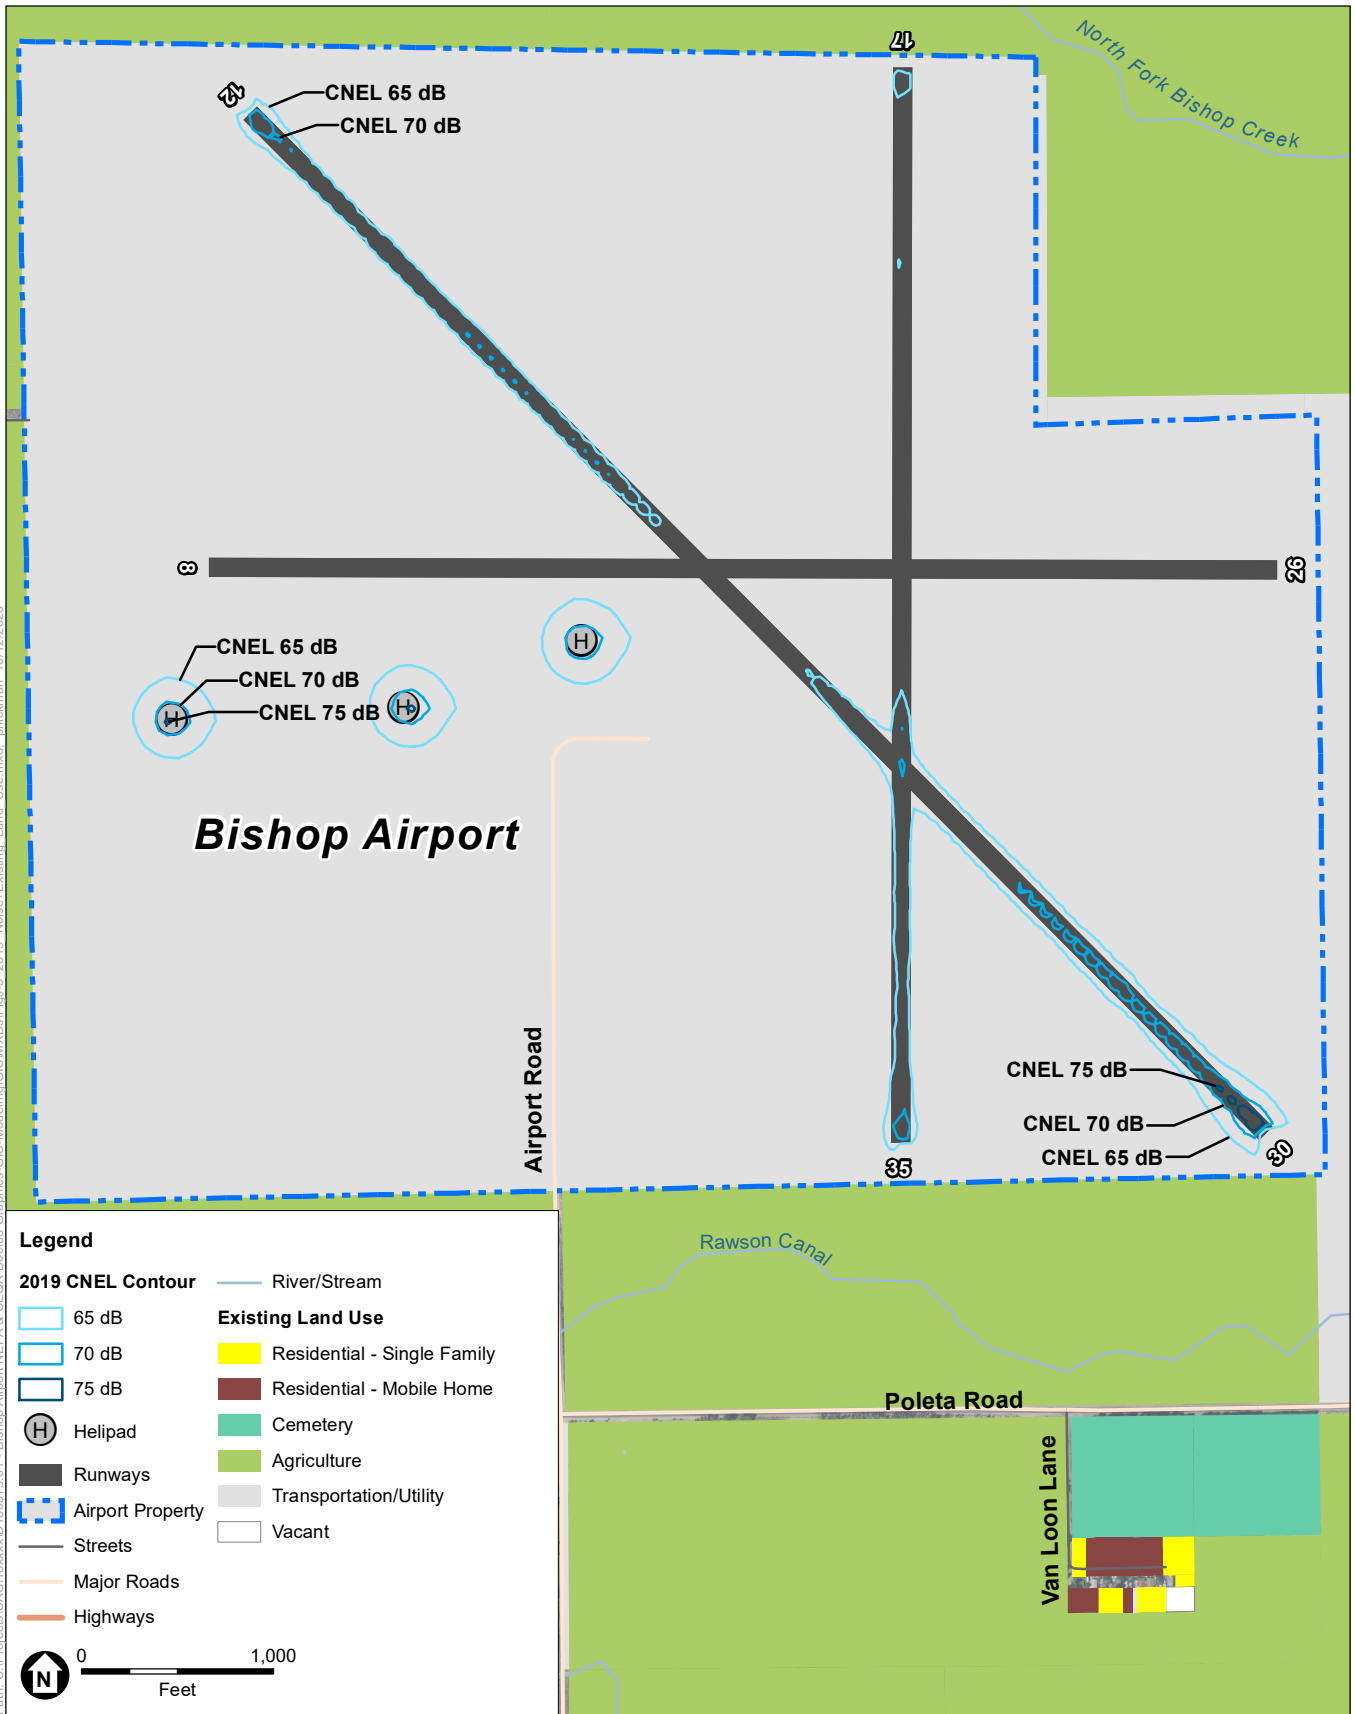 North Fork Bishop Creek
17
12
CNEL 65 dB
CNEL 70 dB
8
26
CNEL 65 dB
CNEL 70 dB
CNEL 75 dB
H
H
H
Bishop Airport
Airport Road
CNEL 75 dB
CNEL 70 dB
CNEL 65 dB
35
30
Rawson Canal
Poleta Road
Van Loon Lane
Legend
2019 CNEL Contour
65 dB
70 dB
75 dB
H Helipad
Runways
Airport Property
Streets
Major Roads
Highways
River/Stream
Existing Land Use
Residential - Single Family
Residential - Mobile Home
Cemetery
Agriculture
Transportation/Utility
Vacant
N
0 1,000
Feet